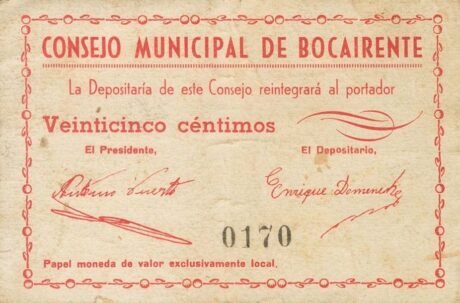 CONSEJO MUNICIPAL DE BOCAIRENTE
La Depositaría de este Consejo reintegrará al portador
Veinticinco céntimos
El Presidente, El Depositario,
Enrique Domenech
0170
Papel moneda de valor exclusivamente local.